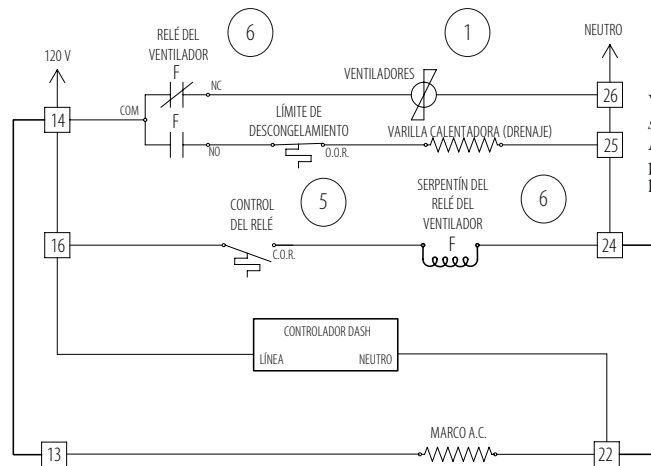 RELÉ DEL
VENTILADOR
6
1
NEUTRO
120 V
F
NC
VENTILADORES
26
14
COM
F
NO
LÍMITE DE
DESCONGELAMIENTO
O.O.R.
VARILLA CALENTADORA (DRENAJE)
25
CONTROL
DEL RELÉ
5
SERPENTÍN DEL
RELÉ DEL
VENTILADOR
6
F
16
C.O.R.
24
CONTROLADOR DASH
LÍNEA NEUTRO
MARCO A.C.
13
22